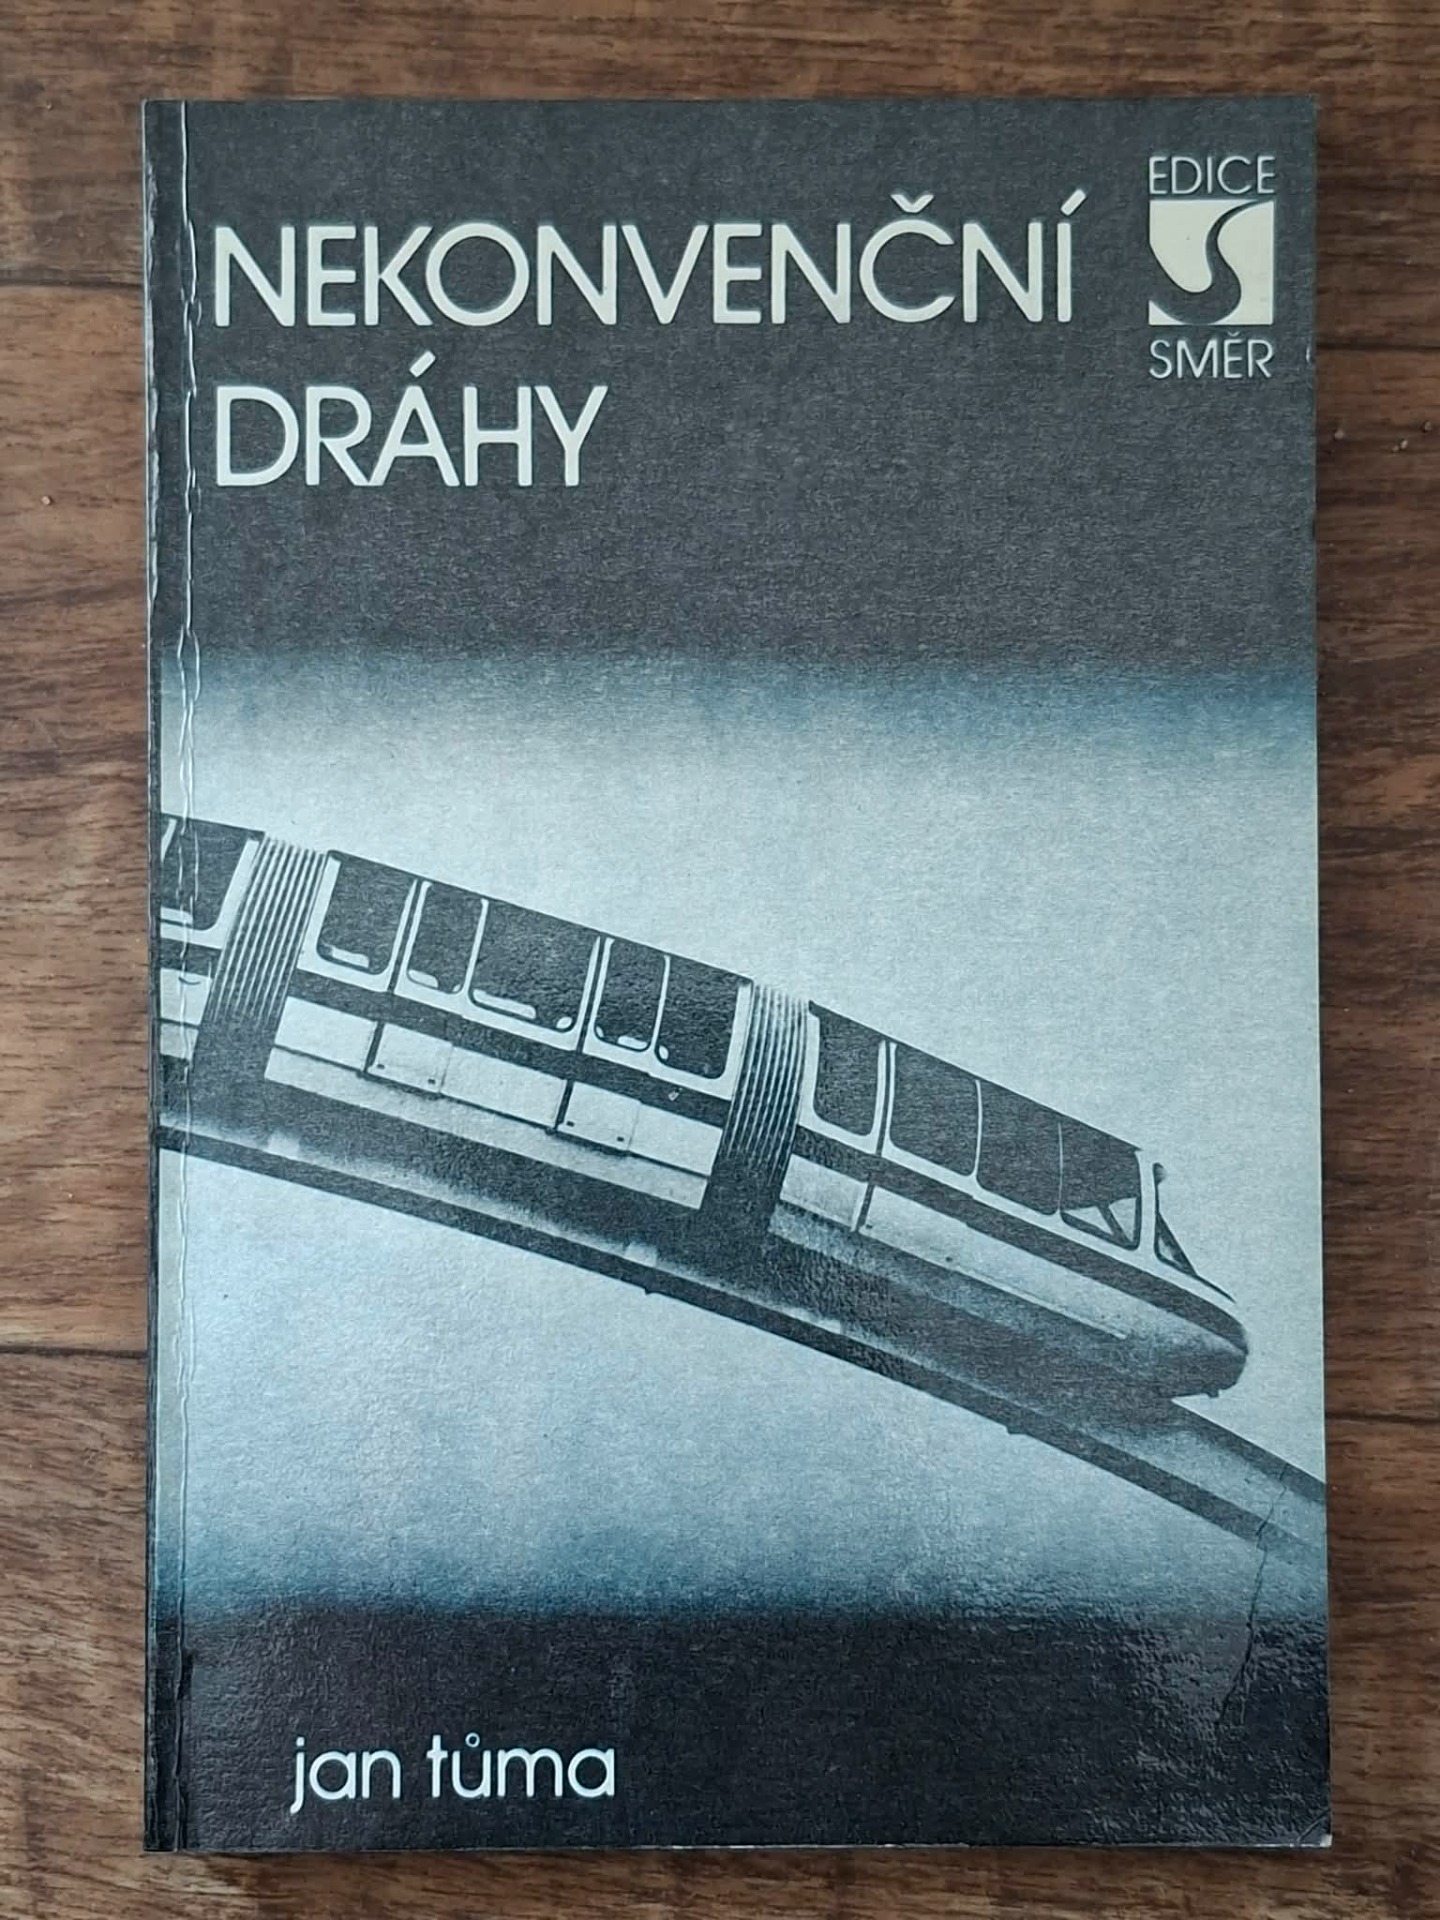 NEKONVENČNÍ
DRÁHY
EDICE
S
SMĚR
jan tůma